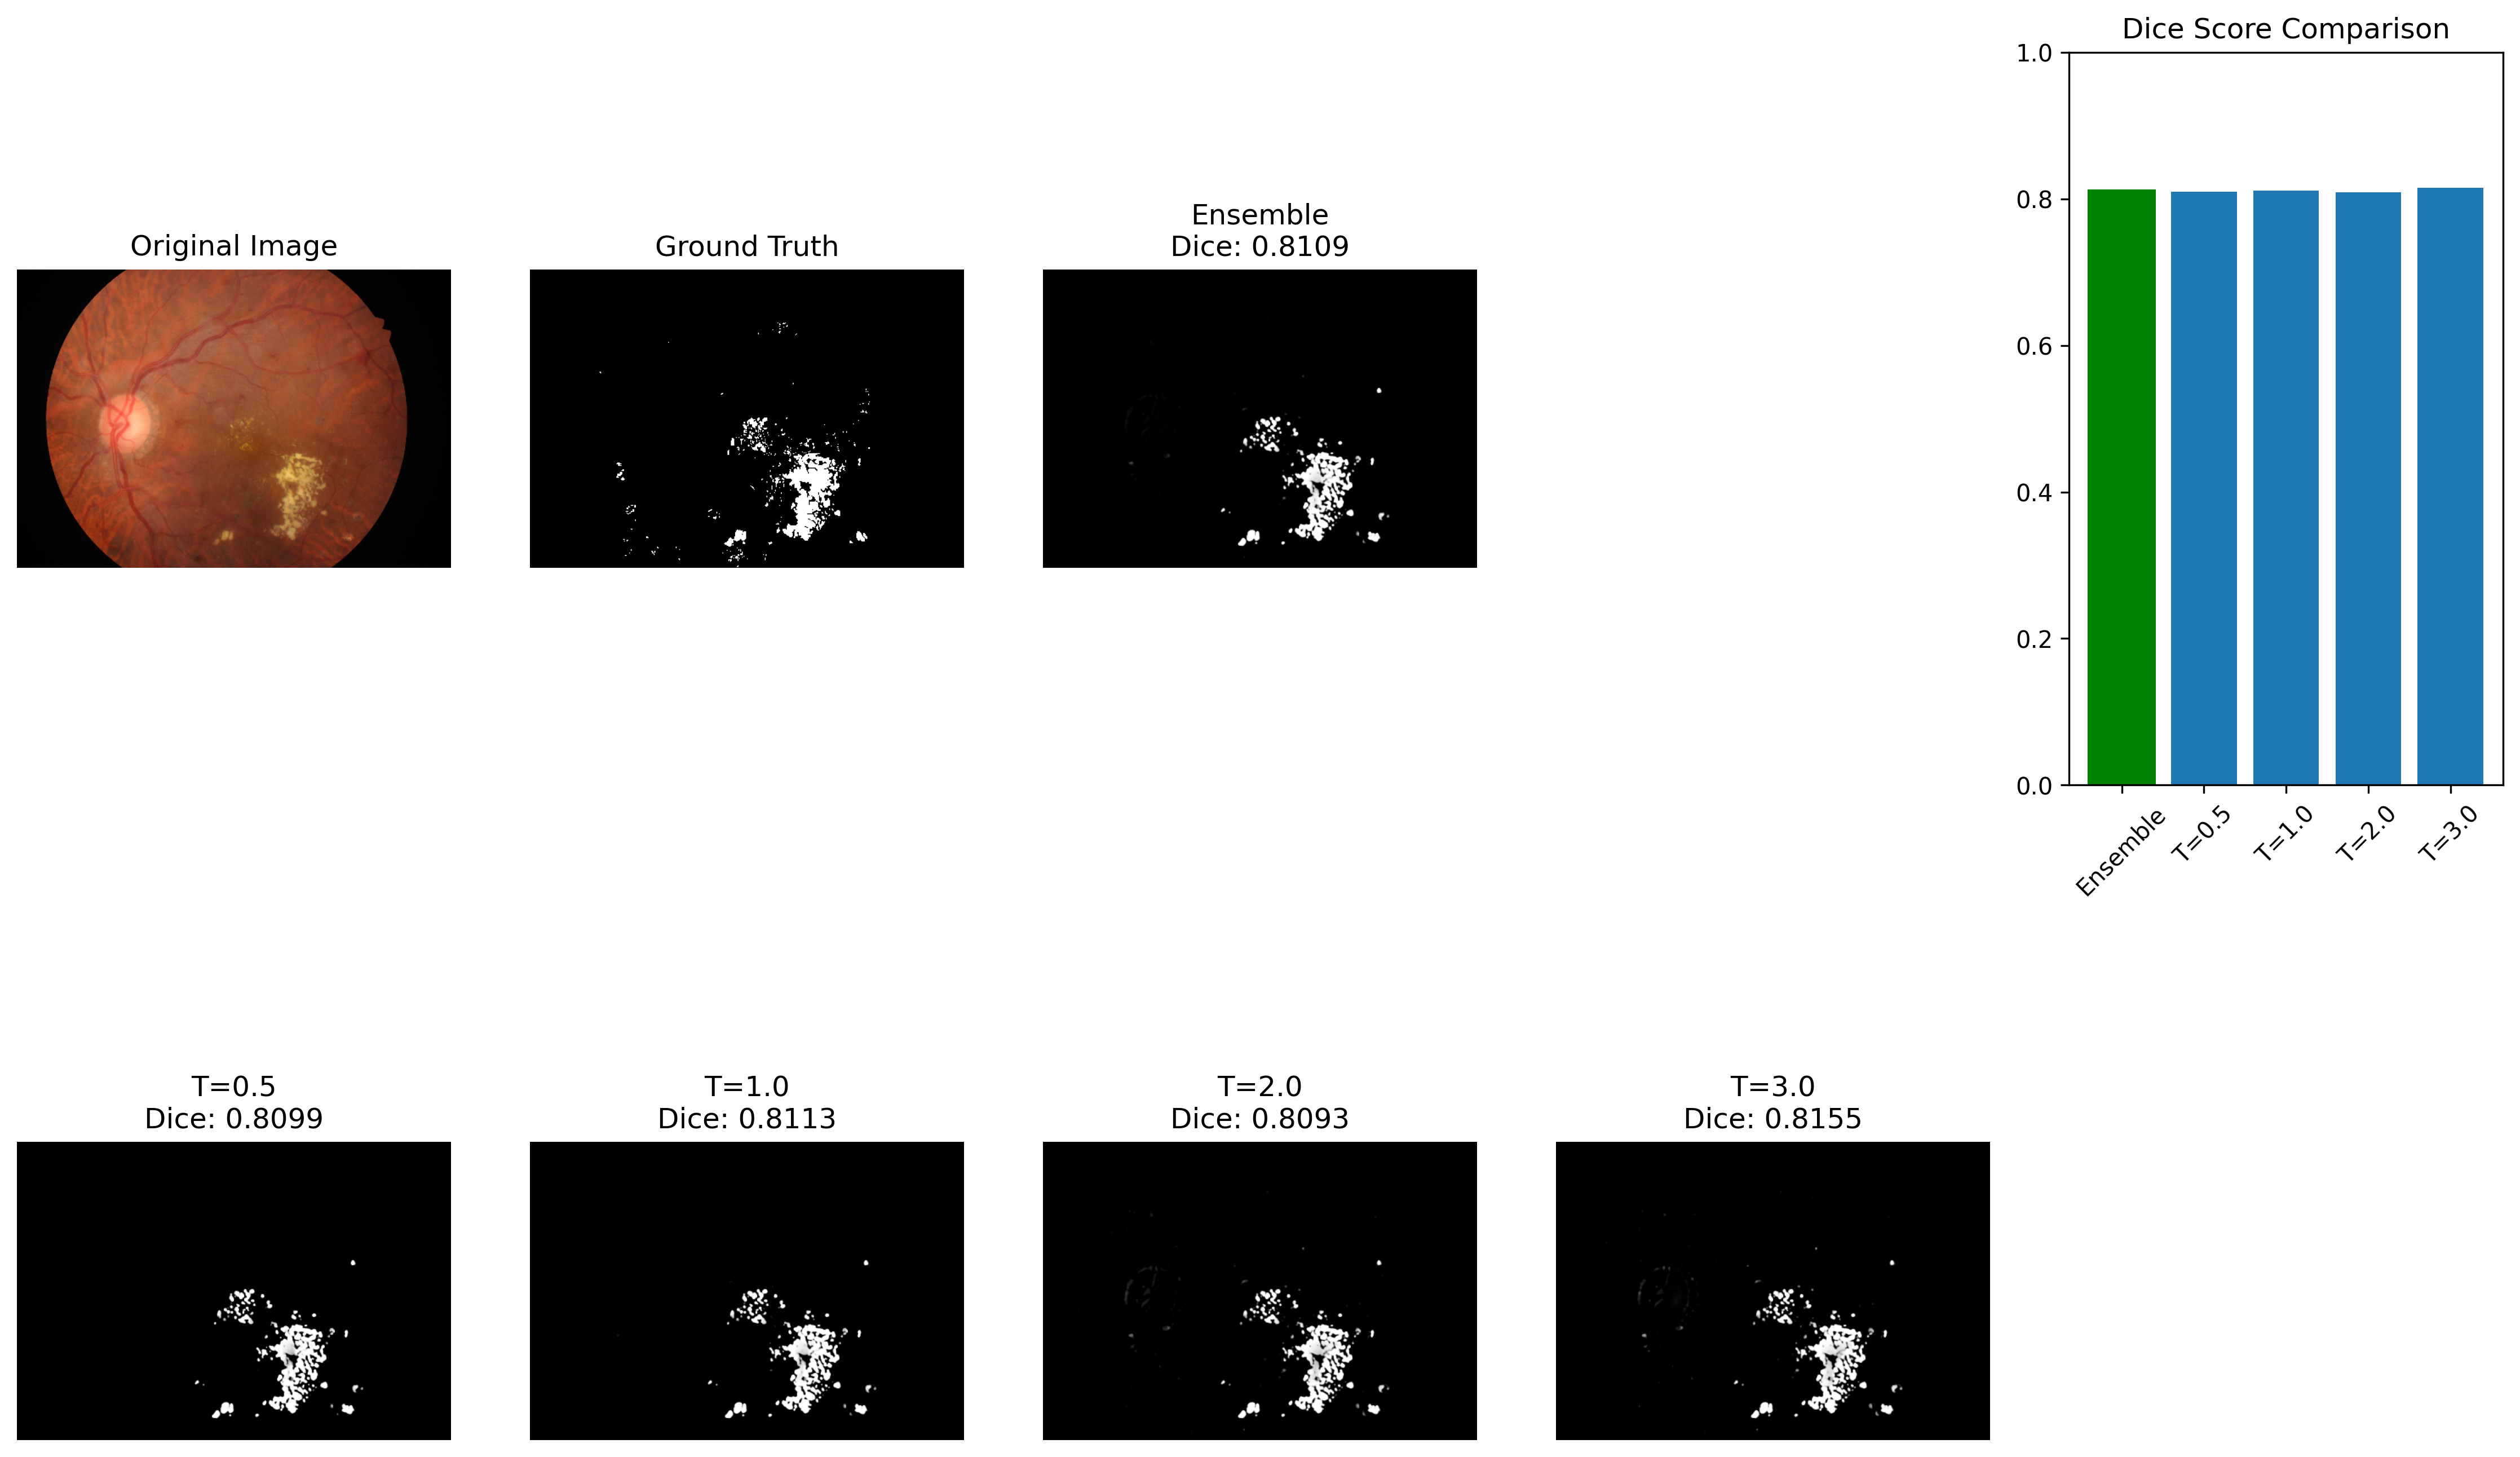 Original Image
Ground Truth
Ensemble
Dice: 0.8109
Dice Score Comparison
1.0
0.8
0.6
0.4
0.2
0.0
Ensemble
T=0.5
T=1.0
T=2.0
T=3.0
T=0.5
Dice: 0.8099
T=1.0
Dice: 0.8113
T=2.0
Dice: 0.8093
T=3.0
Dice: 0.8155